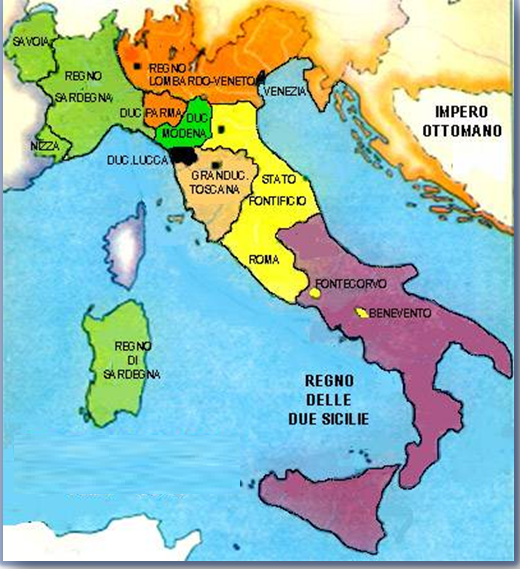 SAVOIA
REGNO
SARDEGNA
NIZZA
REGNO
LOMBARDO-VENETO
VENEZIA
DUC. PARMA
DUC.
MODENA
DUC.LUCCA
GRANDUC.
TOSCANA
STATO
PONTIFICIO
ROMA
IMPERO
OTTOMANO
PONTECORVO
BENEVENTO
REGNO
DI
SARDEGNA
REGNO
DELLE
DUE SICILIE